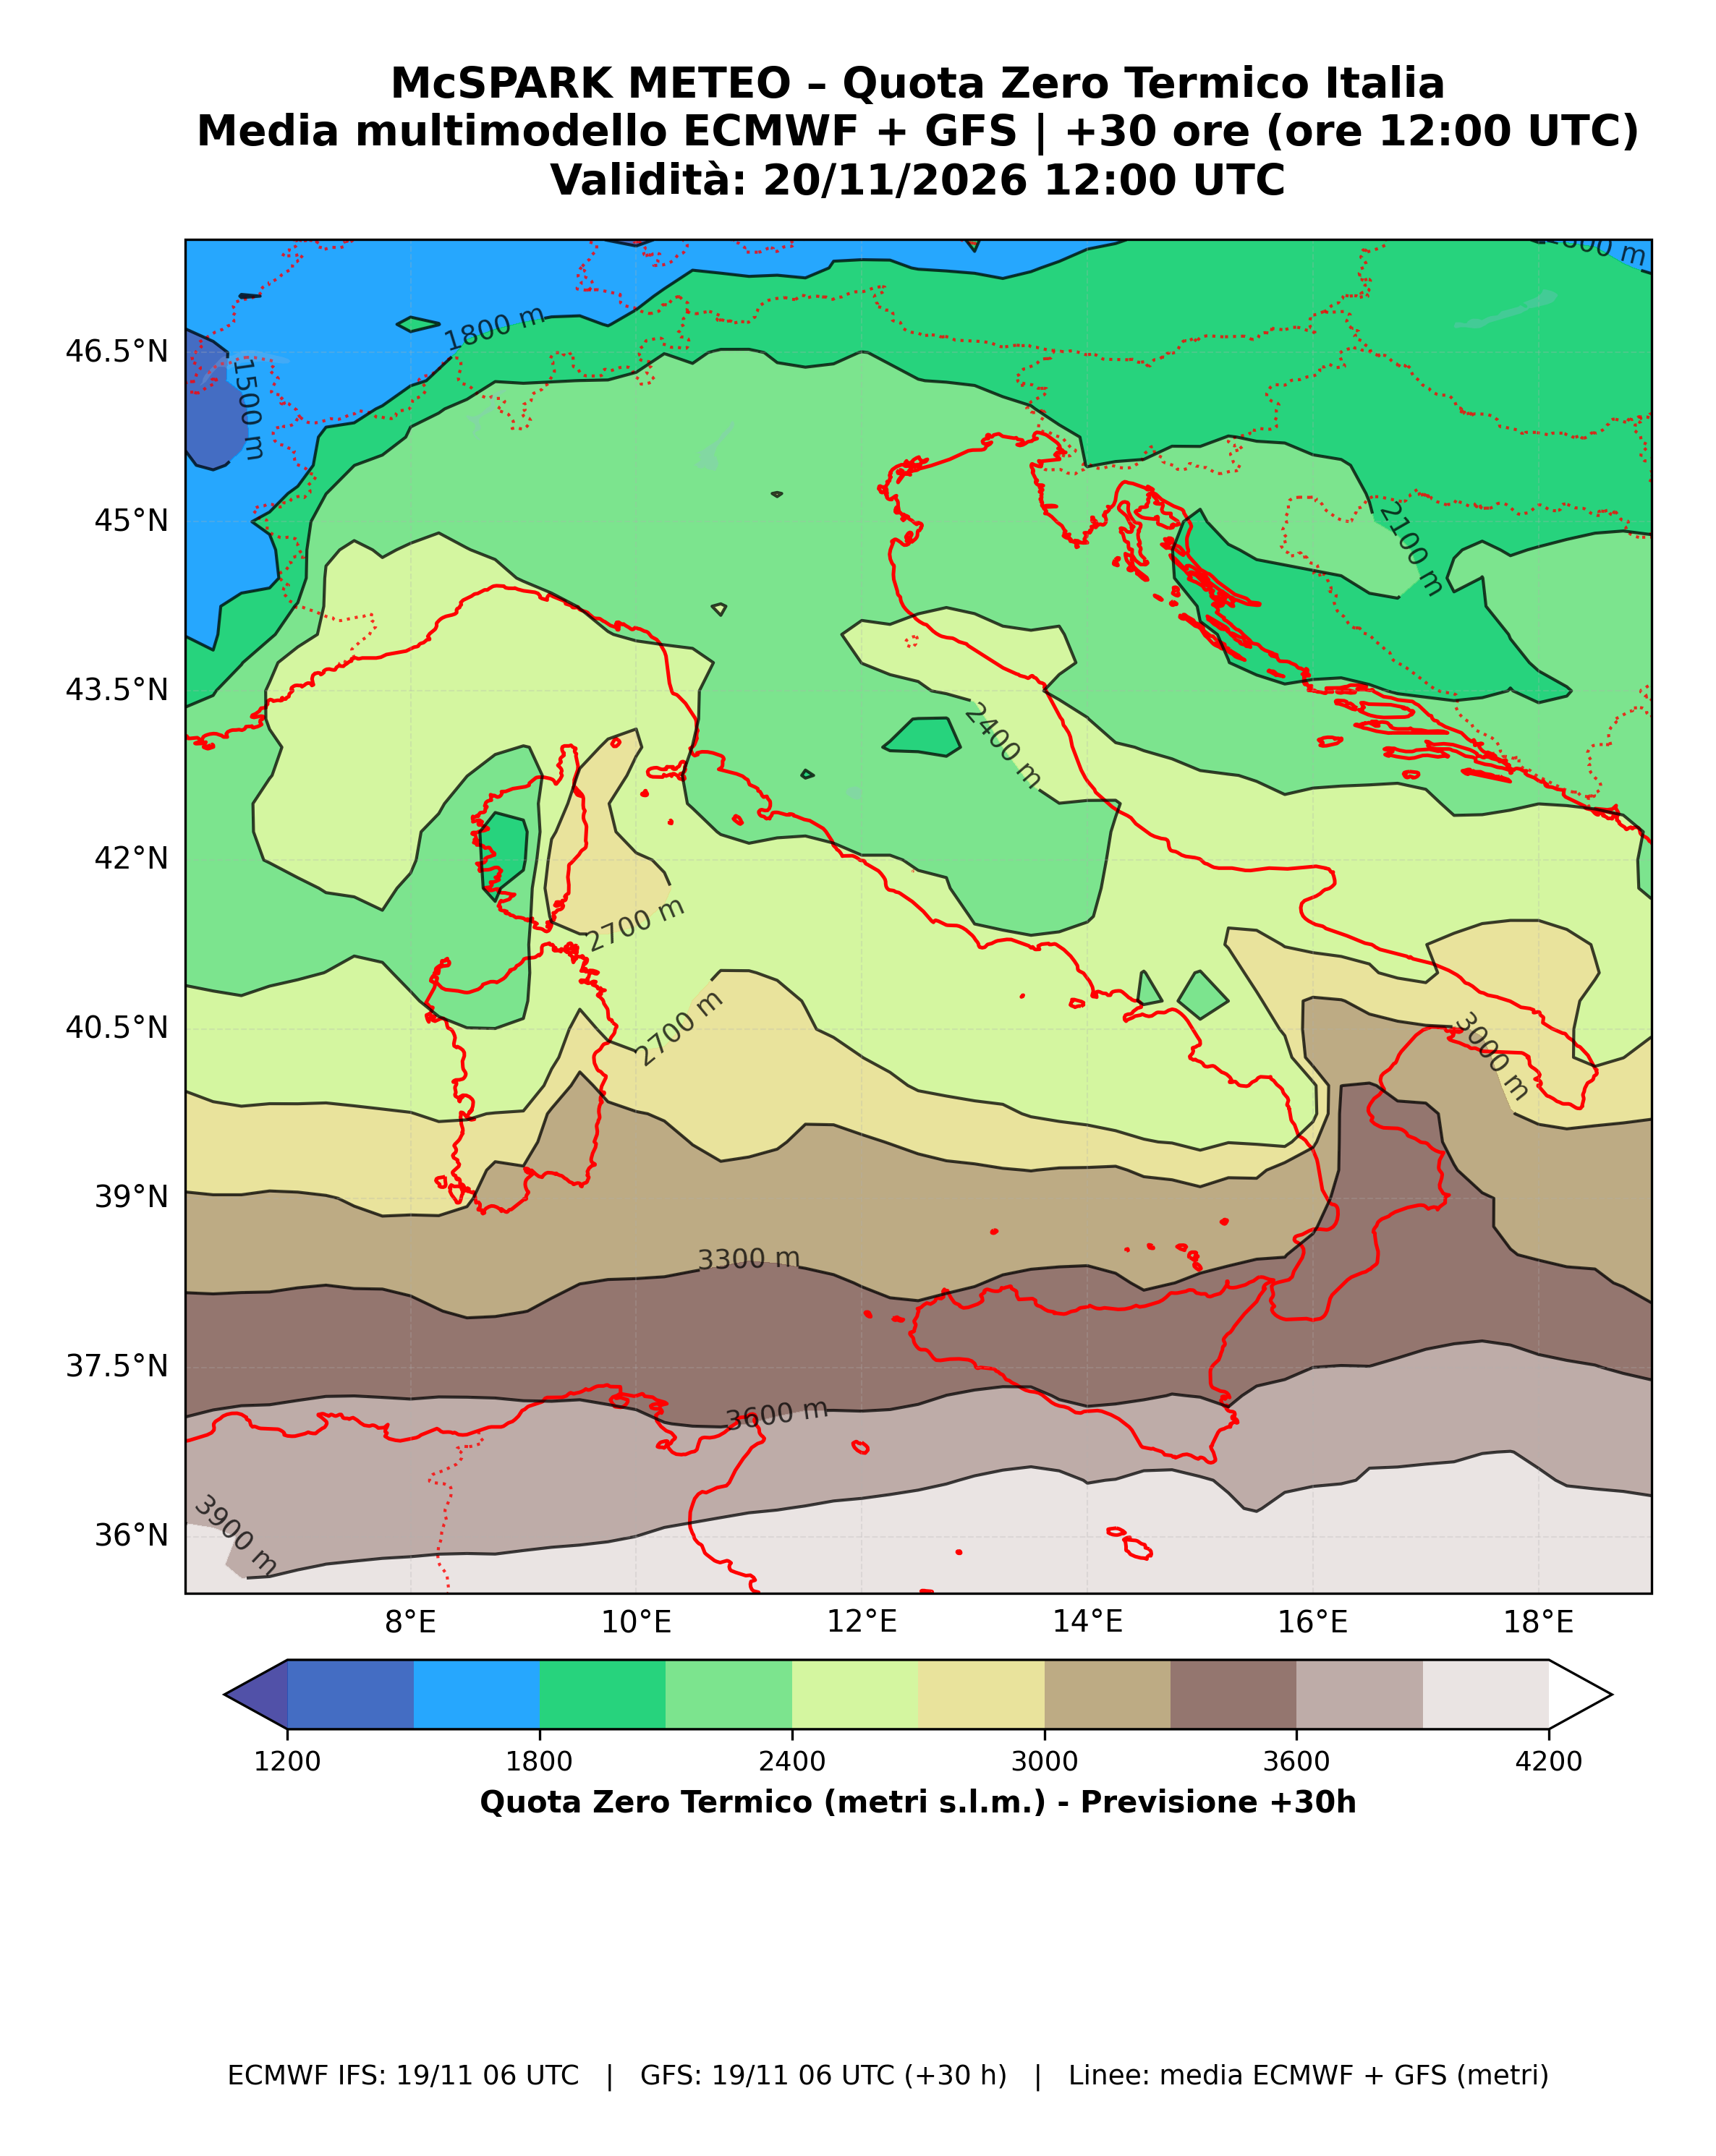 McSPARK METEO – Quota Zero Termico Italia
Media multimodello ECMWF + GFS | +30 ore (ore 12:00 UTC)
Validità: 20/11/2026 12:00 UTC
1800 m
46.5°N
1500 m
45°N
2100 m
43.5°N
2400 m
42°N
2700 m
2700 m
40.5°N
3000 m
39°N
3300 m
37.5°N
3600 m
3900 m
36°N
8°E 10°E 12°E 14°E 16°E 18°E
1200 1800 2400 3000 3600 4200
Quota Zero Termico (metri s.l.m.) - Previsione +30h
ECMWF IFS: 19/11 06 UTC | GFS: 19/11 06 UTC (+30 h) | Linee: media ECMWF + GFS (metri)